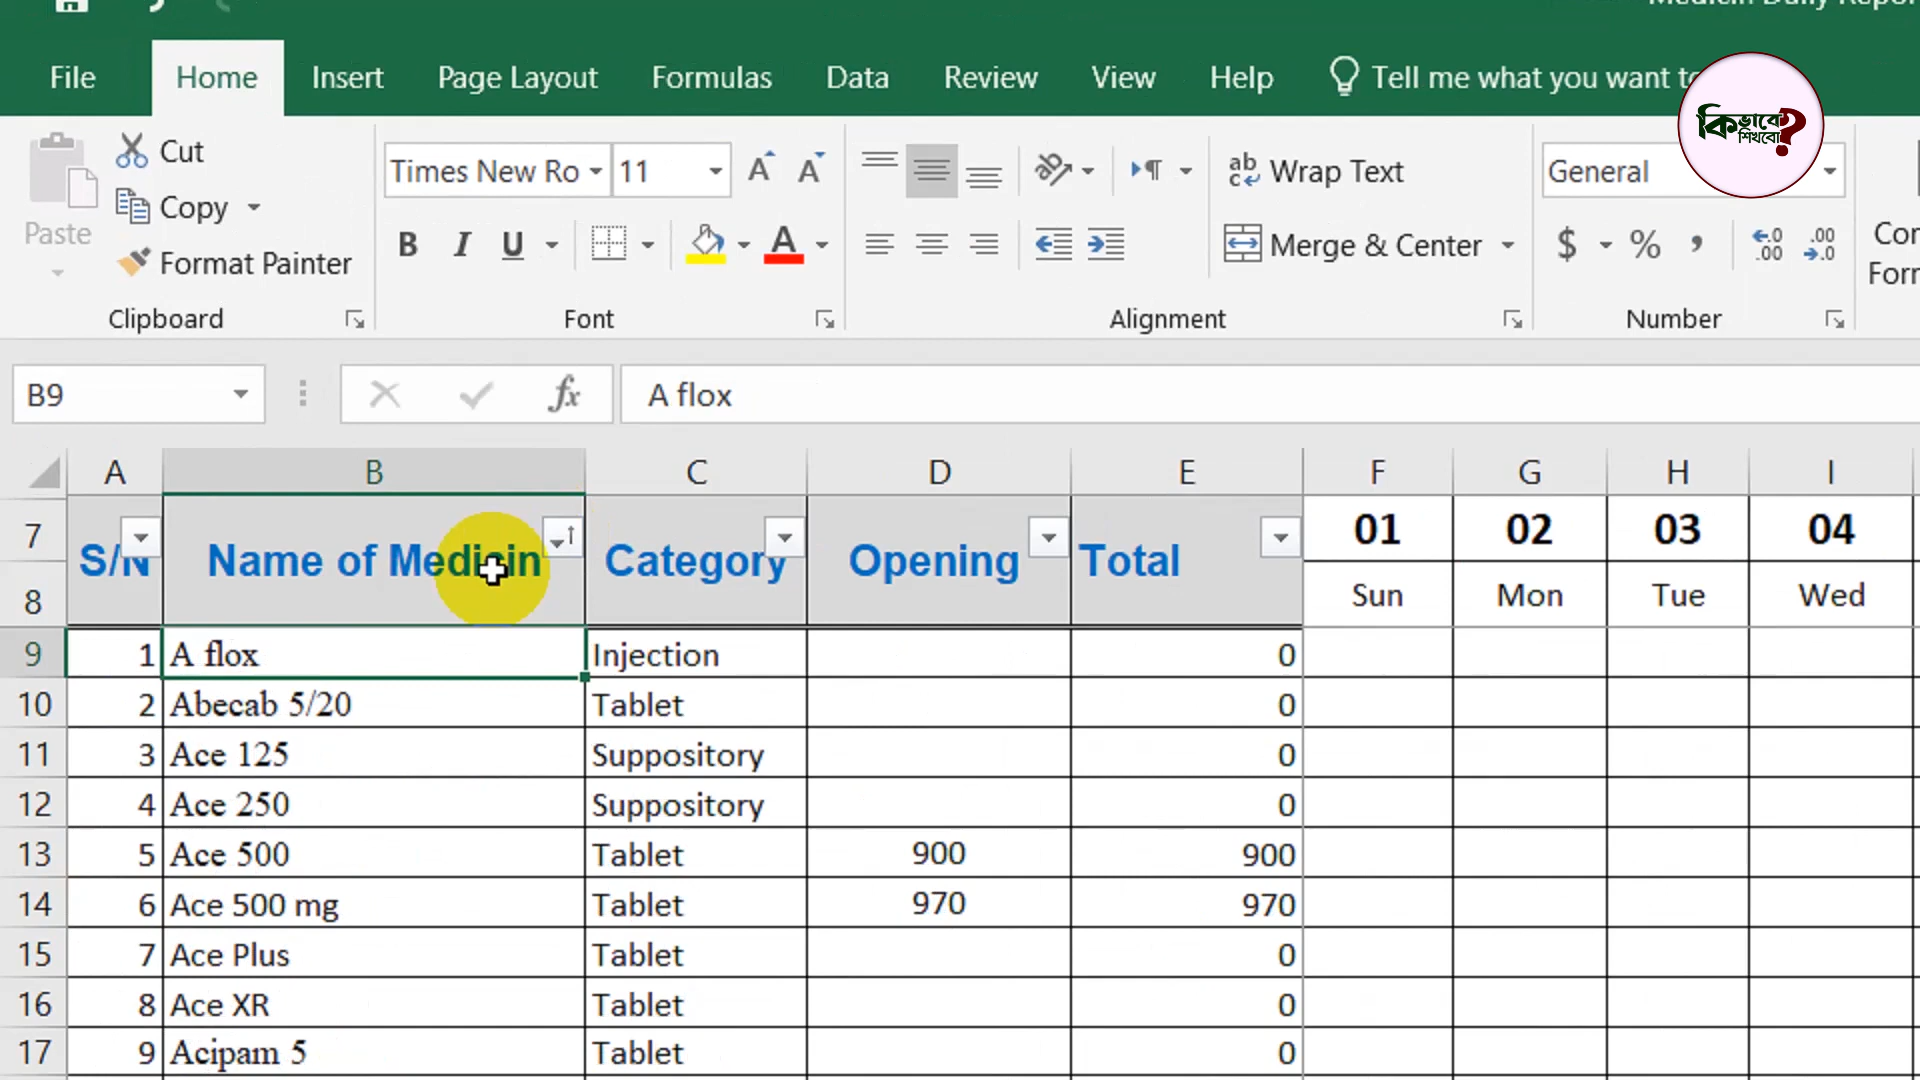 File Home Insert Page Layout Formulas Data Review View Help Tell me what you want to
কিভাবে শিখবো?
Cut
Copy
Format Painter
Paste
Clipboard
Times New Ro 11
B I U
Font
Wrap Text
Merge & Center
Alignment
General
$ % ,
Number
B9 fx A flox
A B C D E F G H I
7 S/N Name of Medicin Category Opening Total 01 02 03 04
8 Sun Mon Tue Wed
9 1 A flox Injection 0
10 2 Abecab 5/20 Tablet 0
11 3 Ace 125 Suppository 0
12 4 Ace 250 Suppository 0
13 5 Ace 500 Tablet 900 900
14 6 Ace 500 mg Tablet 970 970
15 7 Ace Plus Tablet 0
16 8 Ace XR Tablet 0
17 9 Acipam 5 Tablet 0